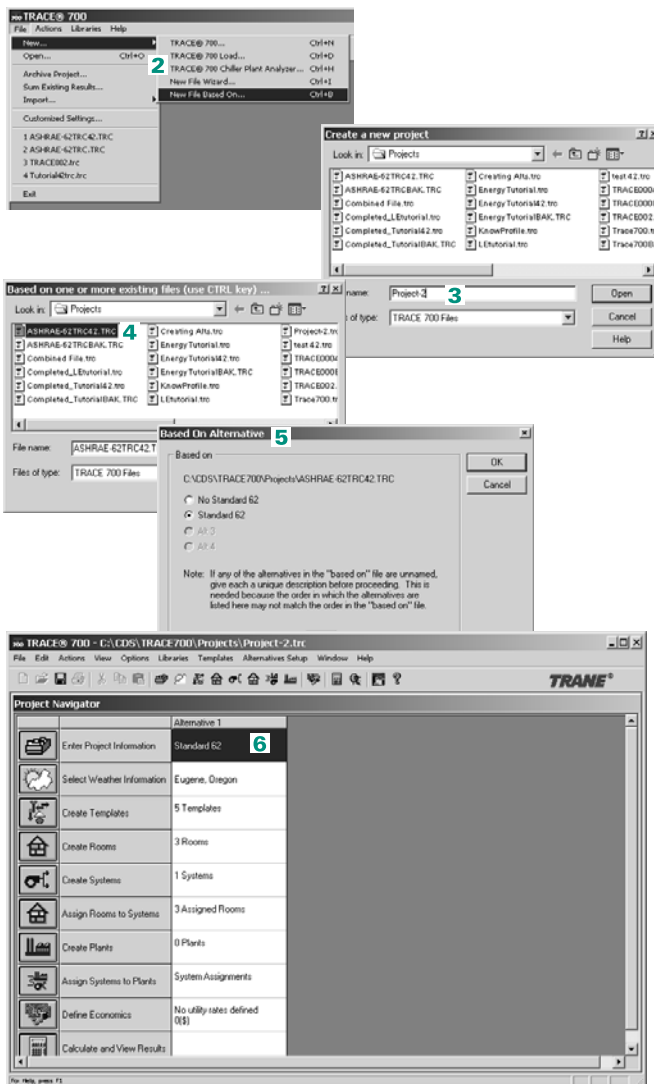 TRACE® 700
File Actions Libraries Help
New...
Open... Ctrl+O
Archive Project...
Sum Existing Results...
Import...
Customized Settings...
1 ASHRAE-62TRC42.TRC
2 ASHRAE-62TRC.TRC
3 TRACE002.trc
4 Tutorial42trc.trc
Exit
2
TRACE® 700... Ctrl+N
TRACE® 700 Load... Ctrl+D
TRACE® 700 Chiller Plant Analyzer... Ctrl+H
New File Wizard... Ctrl+I
New File Based On... Ctrl+B
Create a new project
Look in: Projects
ASHRAE-62TRC42.TRC Creating Alts.trc test 42.trc
ASHRAE-62TRCBAK.TRC EnergyTutorial.trc
Combined File.trc EnergyTutorial42.trc
Completed_LEtutorial.trc EnergyTutorialBAK.TRC TRACE002.
Completed_Tutorial42.trc KnowProfile.trc
Completed_TutorialBAK.TRC LEtutorial.trc
name: Project-2 3 Open
of type: TRACE 700 Files Cancel
Help
Based on one or more existing files (use CTRL key) ...
Look in: Projects
ASHRAE-62TRC42.TRC 4 Creating Alts.trc Project-2.tr
ASHRAE-62TRCBAK.TRC EnergyTutorial.trc test 42.trc
Combined File.trc EnergyTutorial42.trc
Completed_LEtutorial.trc EnergyTutorialBAK.TRC
Completed_Tutorial42.trc KnowProfile.trc TRACE002.
Completed_TutorialBAK.TRC LEtutorial.trc Trace700.tr
File name: ASHRAE-62TRC42.T
Files of type: TRACE 700 Files
Based On Alternative 5
Based on
C:\CDS\TRACE700\Projects\ASHRAE-62TRC42.TRC
No Standard 62
Standard 62
Alt 3
Alt 4
OK
Cancel
Note: If any of the alternatives in the "based on" file are unnamed,
give each a unique description before proceeding. This is
needed because the order in which the alternatives are
listed here may not match the order in the "based on" file.
TRACE® 700 - C:\CDS\TRACE700\Projects\Project-2.trc
File Edit Actions View Options Libraries Templates Alternatives Setup Window Help
TRANE®
Project Navigator
Alternative 1
Enter Project Information Standard 62 6
Select Weather Information Eugene, Oregon
Create Templates 5 Templates
Create Rooms 3 Rooms
Create Systems 1 Systems
Assign Rooms to Systems 3 Assigned Rooms
Create Plants 0 Plants
Assign Systems to Plants System Assignments
Define Economics No utility rates defined
0($)
Calculate and View Results
For Help, press F1